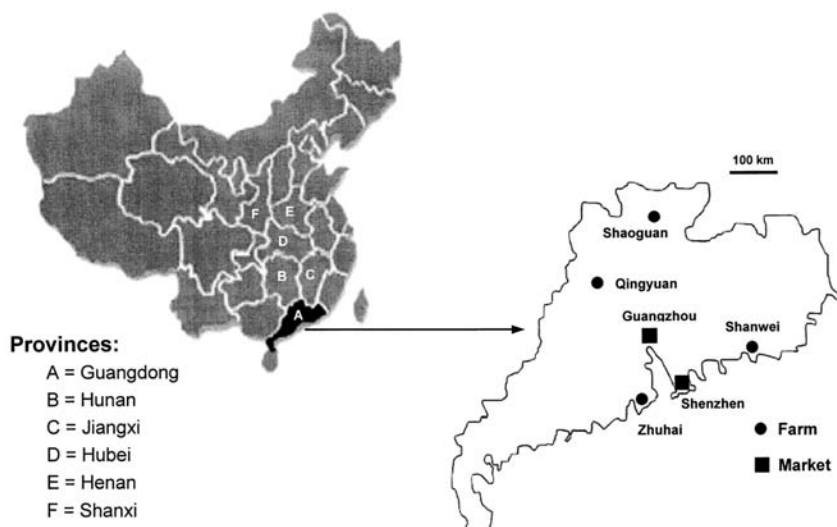 F
E
D
B
C
A
Provinces:
A = Guangdong
B = Hunan
C = Jiangxi
D = Hubei
E = Henan
F = Shanxi
100 km
Shaoguan
Qingyuan
Guangzhou
Shanwei
Shenzhen
Zhuhai
Farm
Market